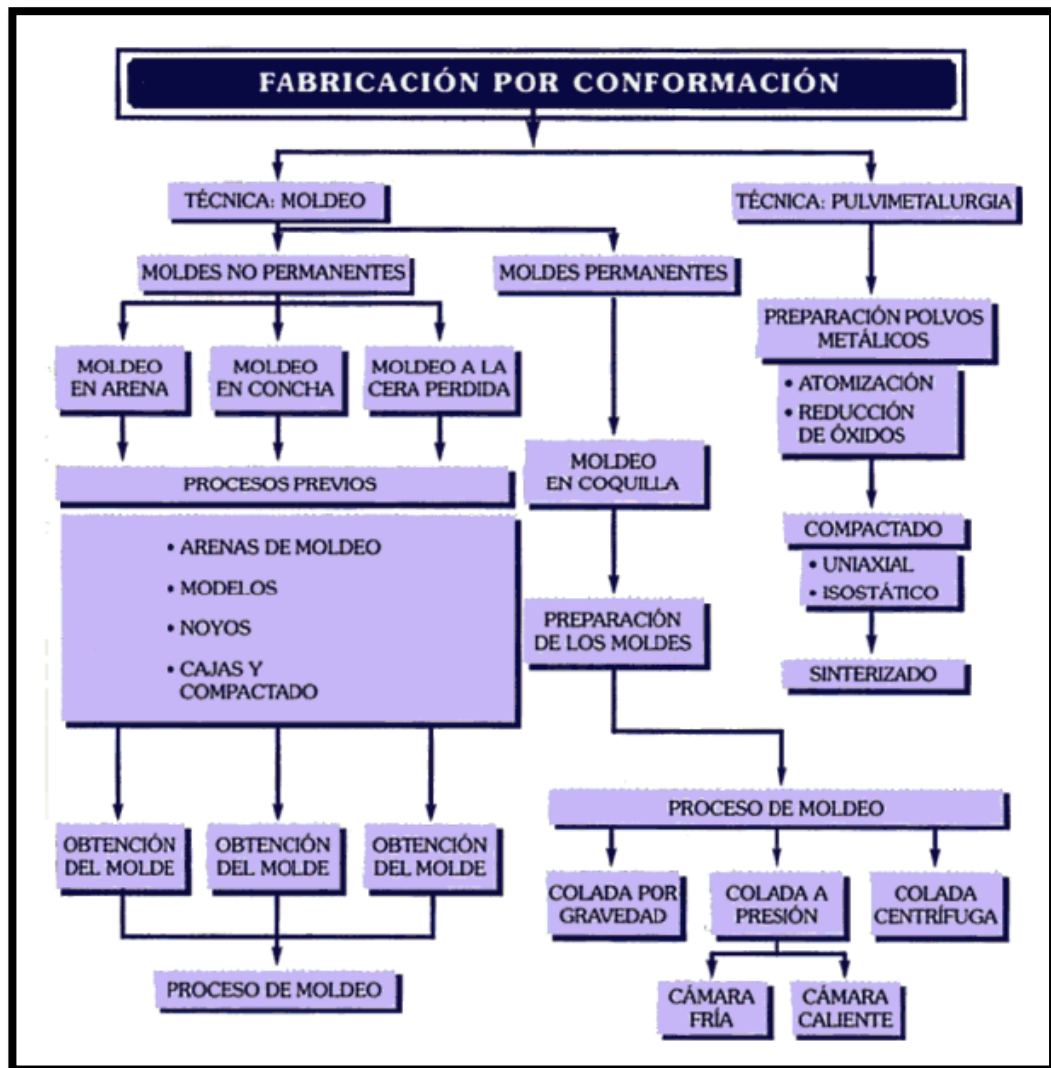 FABRICACIÓN POR CONFORMACIÓN
TÉCNICA: MOLDEO
TÉCNICA: PULVIMETALURGIA
MOLDES NO PERMANENTES
MOLDES PERMANENTES
MOLDEO
EN ARENA
MOLDEO
EN CONCHA
MOLDEO A LA
CERA PERDIDA
PREPARACIÓN POLVOS
METÁLICOS
• ATOMIZACIÓN
• REDUCCIÓN
DE ÓXIDOS
MOLDEO
EN COQUILLA
PROCESOS PREVIOS
• ARENAS DE MOLDEO
• MODELOS
• NOYOS
• CAJAS Y
COMPACTADO
COMPACTADO
• UNIAXIAL
• ISOSTÁTICO
PREPARACIÓN
DE LOS MOLDES
SINTERIZADO
OBTENCIÓN
DEL MOLDE
OBTENCIÓN
DEL MOLDE
OBTENCIÓN
DEL MOLDE
PROCESO DE MOLDEO
PROCESO DE MOLDEO
COLADA POR
GRAVEDAD
COLADA A
PRESIÓN
COLADA
CENTRÍFUGA
CÁMARA
FRÍA
CÁMARA
CALIENTE